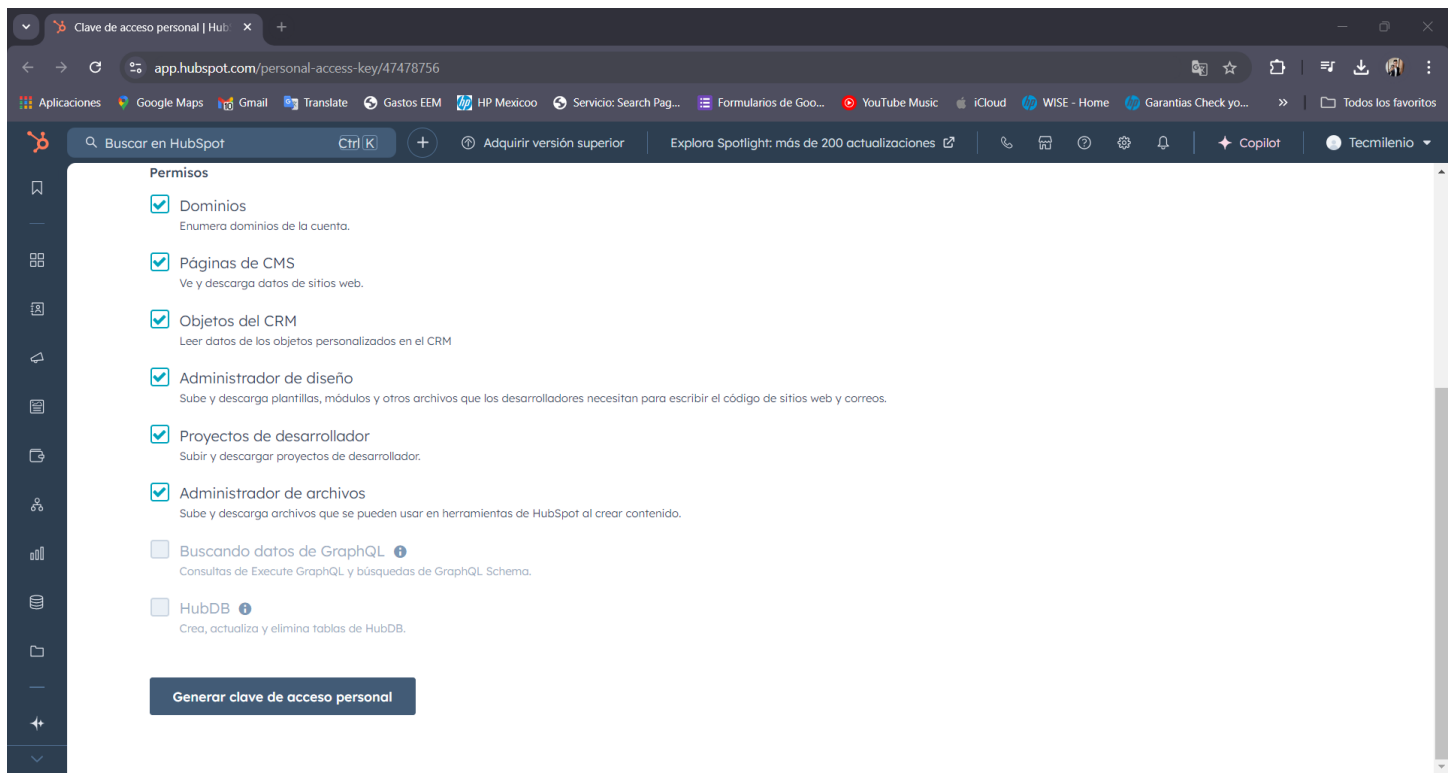 Clave de acceso personal | Hub
app.hubspot.com/personal-access-key/47478756
Aplicaciones Google Maps Gmail Translate Gastos EEM HP Mexicoo Servicio: Search Pag... Formularios de Goo... YouTube Music iCloud WISE - Home Garantias Check yo... » Todos los favoritos
Buscar en HubSpot Ctrl K + Adquirir versión superior Explora Spotlight: más de 200 actualizaciones Copilot Tecmilenio
Permisos
Dominios
Enumera dominios de la cuenta.
Páginas de CMS
Ve y descarga datos de sitios web.
Objetos del CRM
Leer datos de los objetos personalizados en el CRM
Administrador de diseño
Sube y descarga plantillas, módulos y otros archivos que los desarrolladores necesitan para escribir el código de sitios web y correos.
Proyectos de desarrollador
Subir y descargar proyectos de desarrollador.
Administrador de archivos
Sube y descarga archivos que se pueden usar en herramientas de HubSpot al crear contenido.
Buscando datos de GraphQL
Consultas de Execute GraphQL y búsquedas de GraphQL Schema.
HubDB
Crea, actualiza y elimina tablas de HubDB.
Generar clave de acceso personal